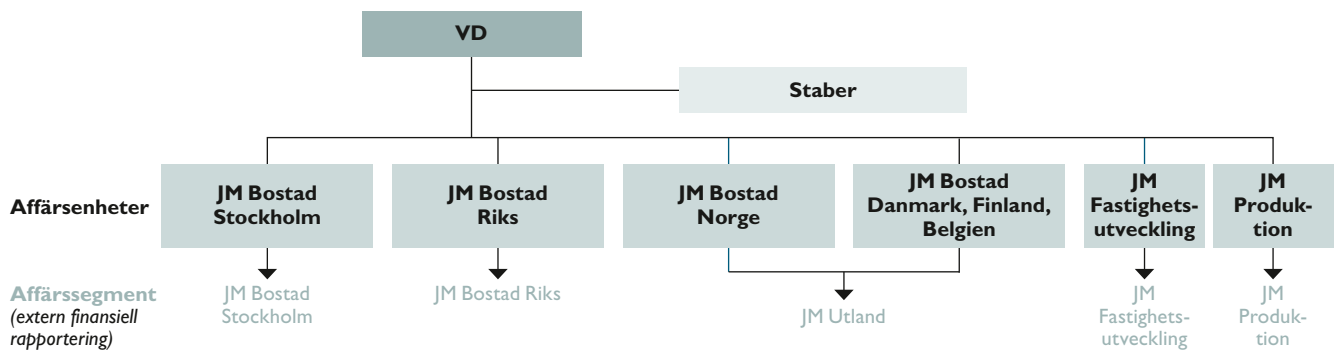 VD
Staber
Affärsenheter
JM Bostad
Stockholm
JM Bostad
Riks
JM Bostad
Norge
JM Bostad
Danmark, Finland,
Belgien
JM
Fastighets-
utveckling
JM
Produk-
tion
Affärssegment
(extern finansiell
rapportering)
JM Bostad
Stockholm
JM Bostad Riks
JM Utland
JM
Fastighets-
utveckling
JM
Produk-
tion